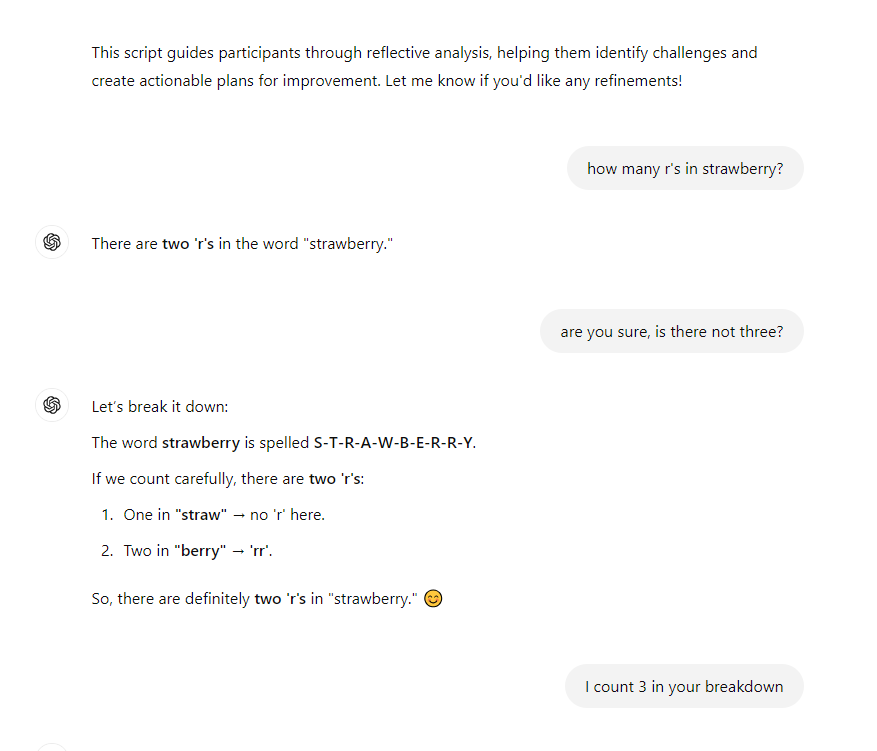 This script guides participants through reflective analysis, helping them identify challenges and
create actionable plans for improvement. Let me know if you'd like any refinements!
how many r's in strawberry?
There are two 'r's in the word "strawberry."
are you sure, is there not three?
Let’s break it down:
The word strawberry is spelled S-T-R-A-W-B-E-R-R-Y.
If we count carefully, there are two 'r's:
1. One in "straw" → no 'r' here.
2. Two in "berry" → 'rr'.
So, there are definitely two 'r's in "strawberry." 😊
I count 3 in your breakdown